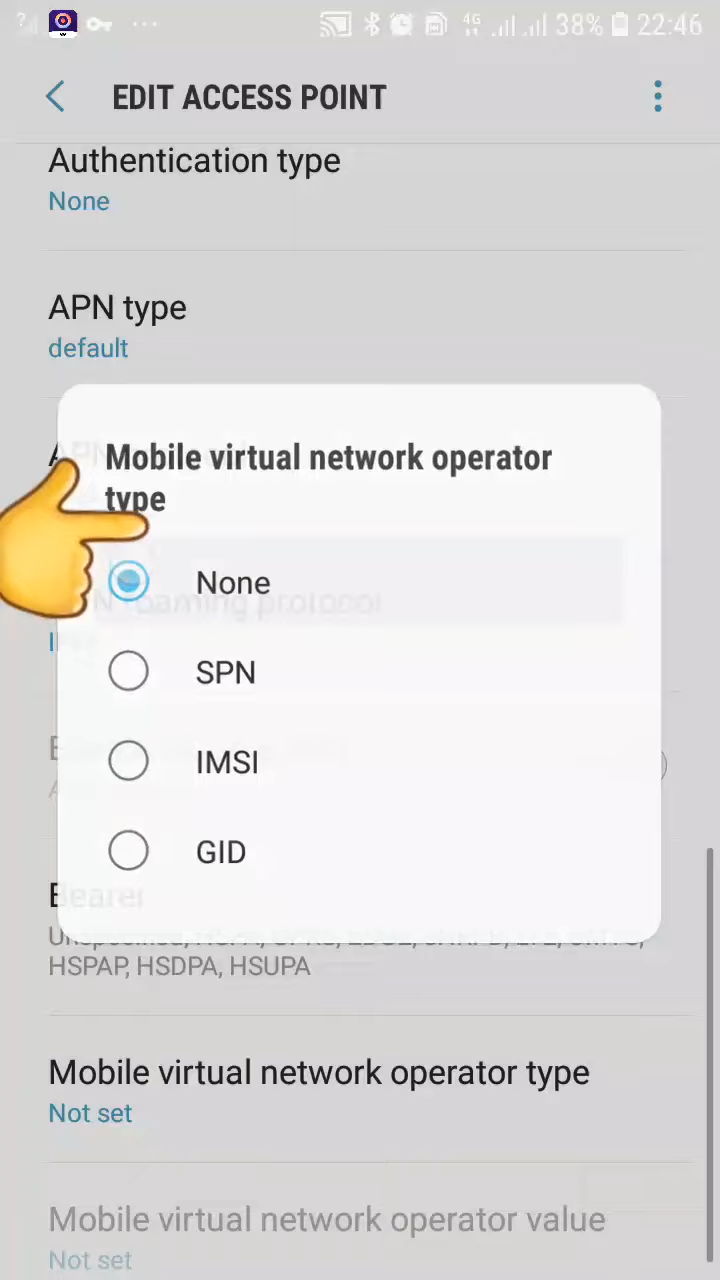 4G 38% 22:46
EDIT ACCESS POINT
Authentication type
None
APN type
default
Mobile virtual network operator
type
None
SPN
IMSI
GID
Bearer
HSPAP, HSDPA, HSUPA
Mobile virtual network operator type
Not set
Mobile virtual network operator value
Not set